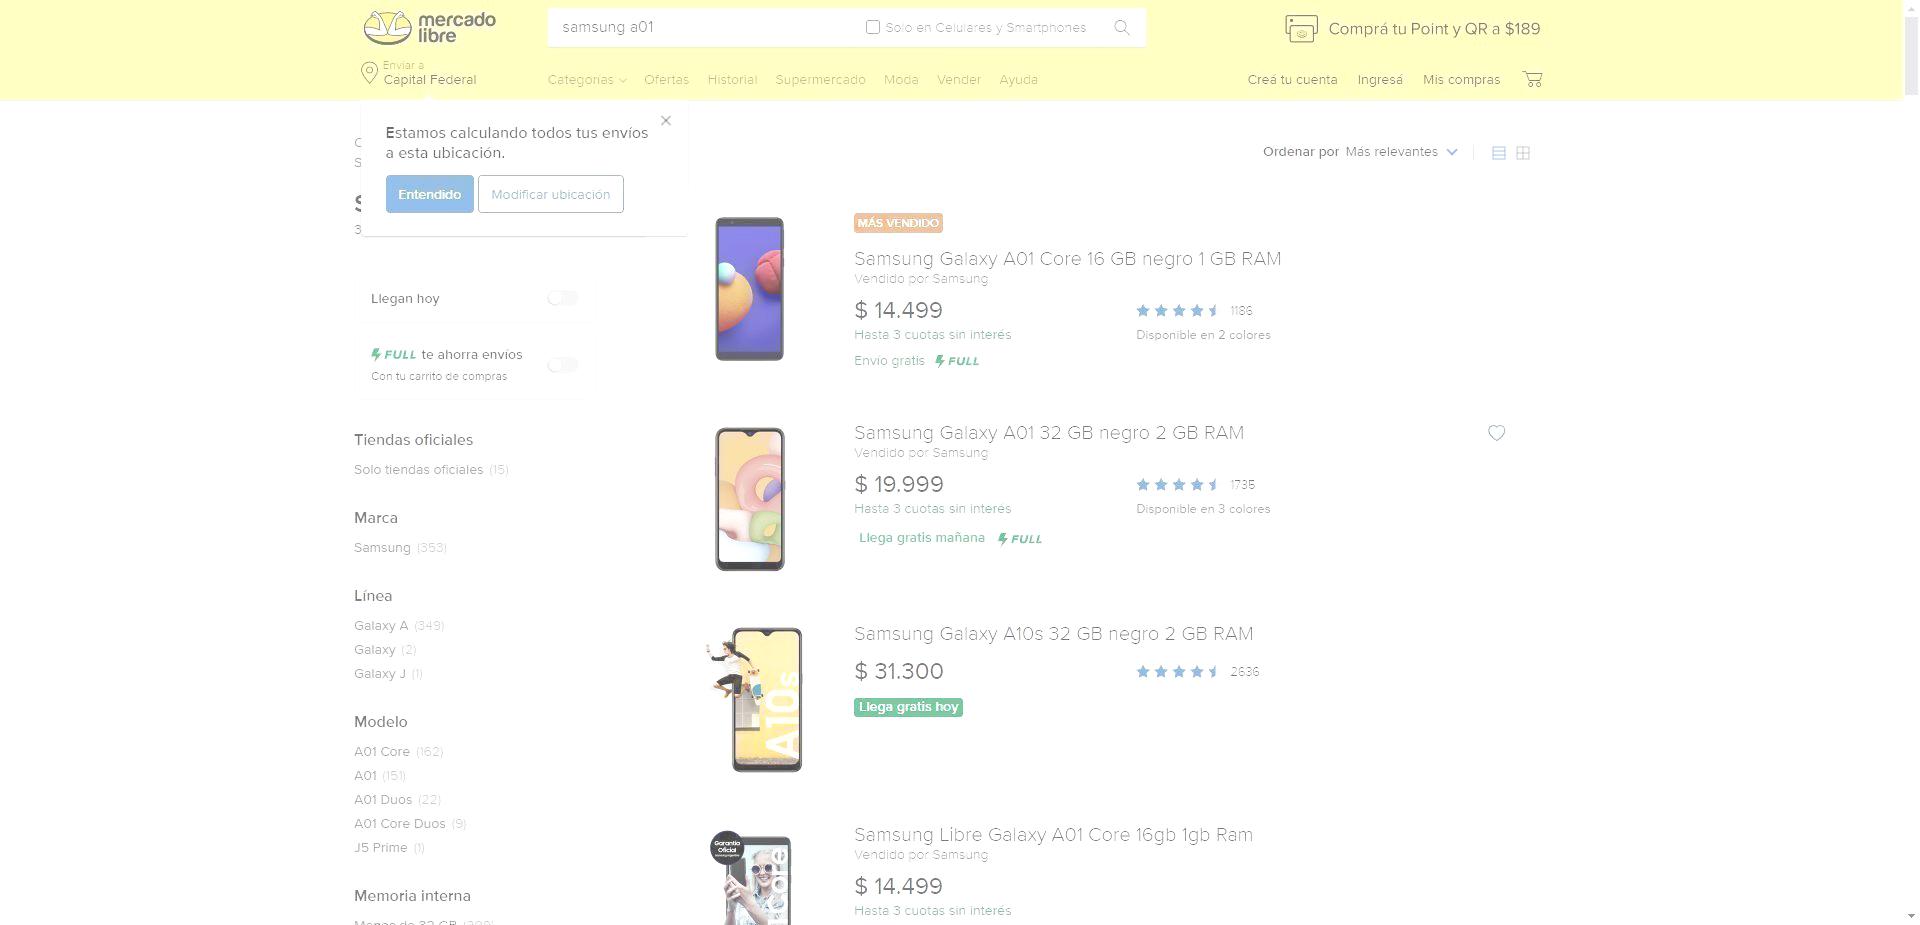 mercado
libre
samsung a01
Solo en Celulares y Smartphones
Comprá tu Point y QR a $189
Enviar a
Capital Federal
Categorías
Ofertas
Historial
Supermercado
Moda
Vender
Ayuda
Creá tu cuenta
Ingresá
Mis compras
Estamos calculando todos tus envíos
a esta ubicación.
Entendido
Modificar ubicación
Ordenar por Más relevantes
Llegan hoy
FULL te ahorra envíos
Con tu carrito de compras
Tiendas oficiales
Solo tiendas oficiales (15)
Marca
Samsung (353)
Línea
Galaxy A (349)
Galaxy (2)
Galaxy J (1)
Modelo
A01 Core (162)
A01 (151)
A01 Duos (22)
A01 Core Duos (9)
J5 Prime (1)
Memoria interna
MÁS VENDIDO
Samsung Galaxy A01 Core 16 GB negro 1 GB RAM
Vendido por Samsung
$ 14.499
1186
Hasta 3 cuotas sin interés
Disponible en 2 colores
Envío gratis FULL
Samsung Galaxy A01 32 GB negro 2 GB RAM
Vendido por Samsung
$ 19.999
1735
Hasta 3 cuotas sin interés
Disponible en 3 colores
Llega gratis mañana FULL
Samsung Galaxy A10s 32 GB negro 2 GB RAM
$ 31.300
2636
Llega gratis hoy
A10s
Samsung Libre Galaxy A01 Core 16gb 1gb Ram
Vendido por Samsung
$ 14.499
Hasta 3 cuotas sin interés
Garantía
Oficial